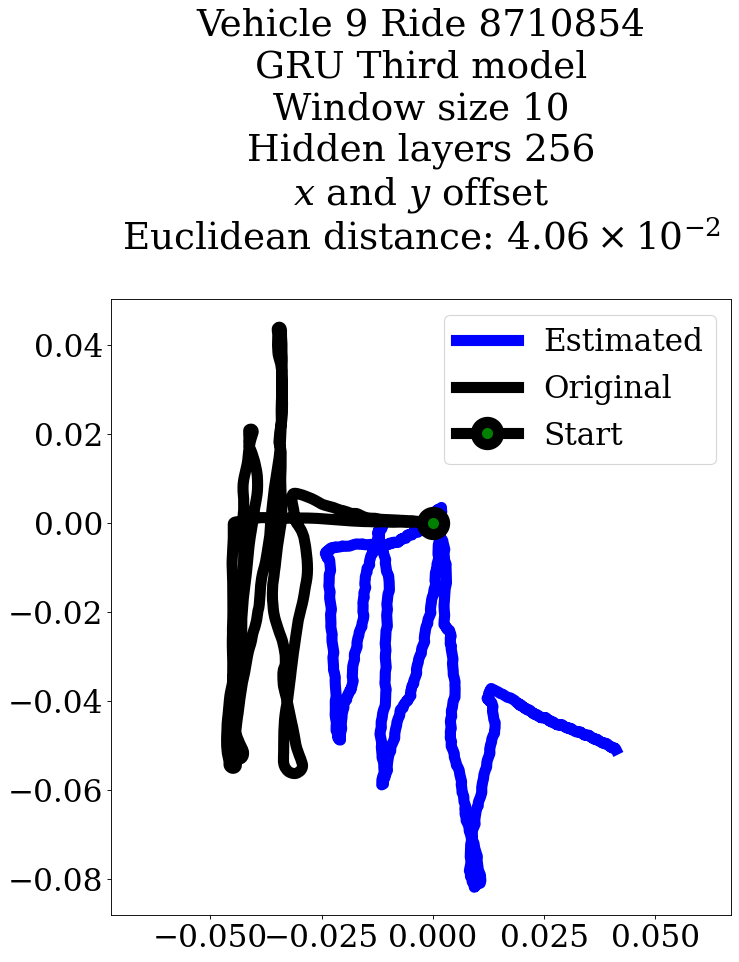 Vehicle 9 Ride 8710854
GRU Third model
Window size 10
Hidden layers 256
x and y offset
Euclidean distance: 4.06 × 10⁻²
Estimated
Original
Start
0.04
0.02
0.00
−0.02
−0.04
−0.06
−0.08
−0.050 −0.025 0.000 0.025 0.050